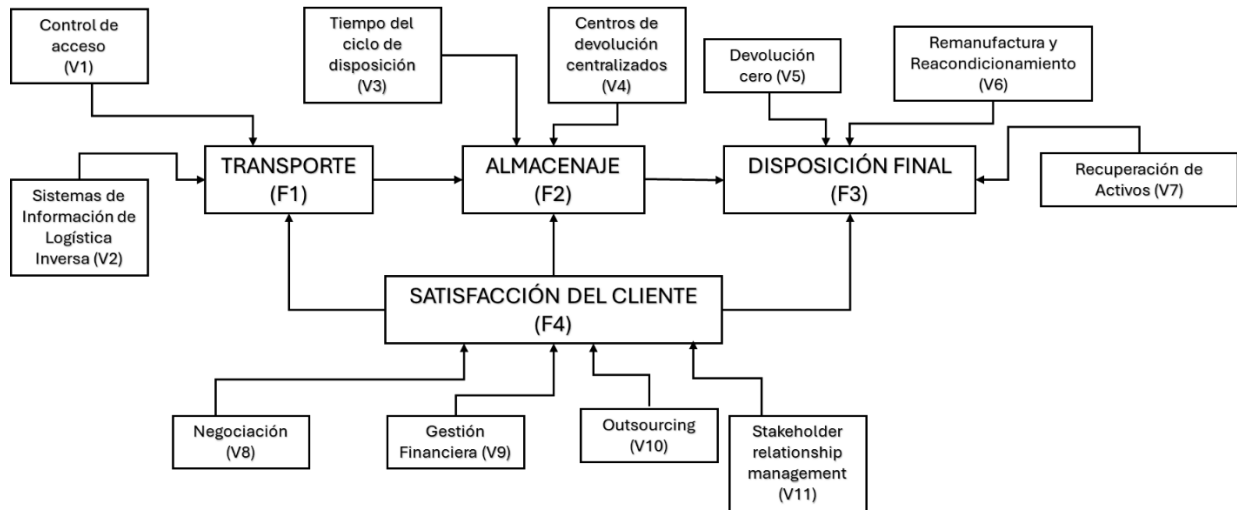 Control de
acceso
(V1)
Tiempo del
ciclo de
disposición
(V3)
Centros de
devolución
centralizados
(V4)
Devolución
cero (V5)
Remanufactura y
Reacondicionamiento
(V6)
Sistemas de
Información de
Logística
Inversa (V2)
TRANSPORTE
(F1)
ALMACENAJE
(F2)
DISPOSICIÓN FINAL
(F3)
Recuperación de
Activos (V7)
SATISFACCIÓN DEL CLIENTE
(F4)
Negociación
(V8)
Gestión
Financiera (V9)
Outsourcing
(V10)
Stakeholder
relationship
management
(V11)